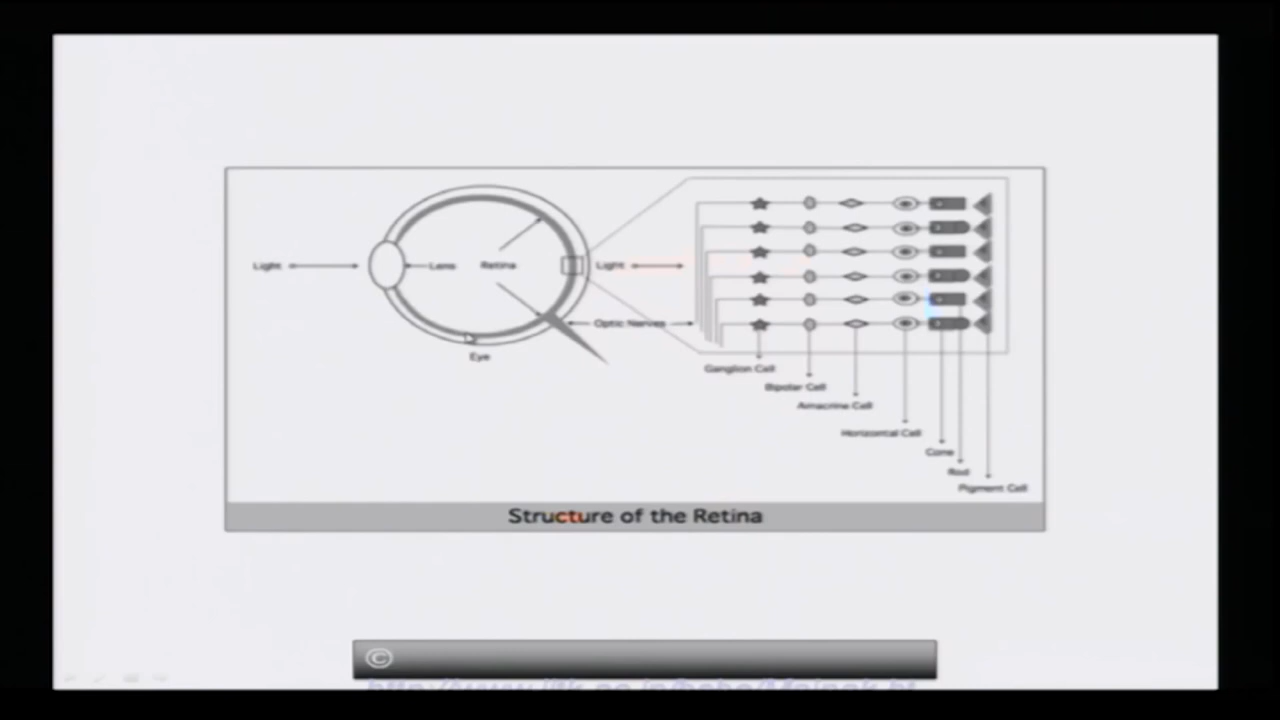 Light
Lens
Retina
Light
Optic Nerves
Eye
Ganglion Cell
Bipolar Cell
Amacrine Cell
Horizontal Cell
Cone
Rod
Pigment Cell
Structure of the Retina
©